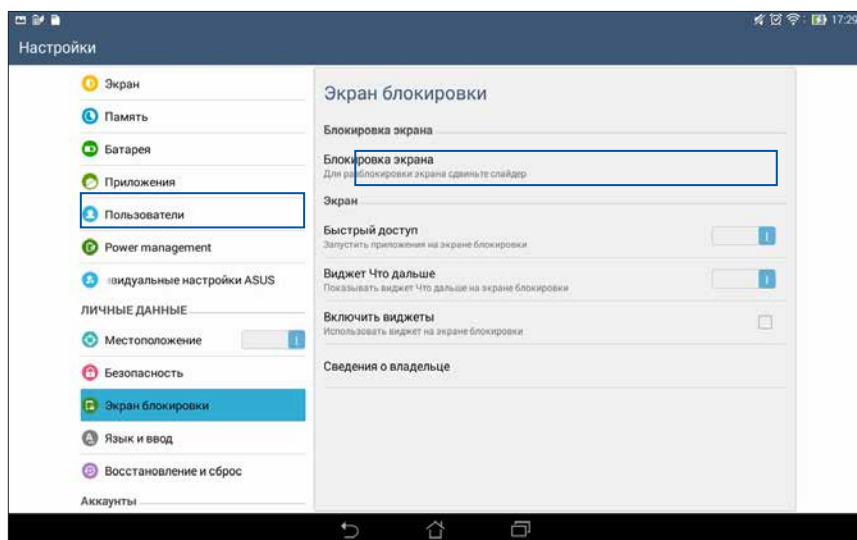 17:29
Настройки
Экран
Память
Батарея
Приложения
Пользователи
Power management
видуальные настройки ASUS
ЛИЧНЫЕ ДАННЫЕ
Местоположение
Безопасность
Экран блокировки
Язык и ввод
Восстановление и сброс
Аккаунты
Экран блокировки
Блокировка экрана
Блокировка экрана
Для разблокировки экрана сдвиньте слайдер
Экран
Быстрый доступ
Запустить приложения на экране блокировки
Виджет Что дальше
Показывать виджет Что дальше на экране блокировки
Включить виджеты
Использовать виджет на экране блокировки
Сведения о владельце